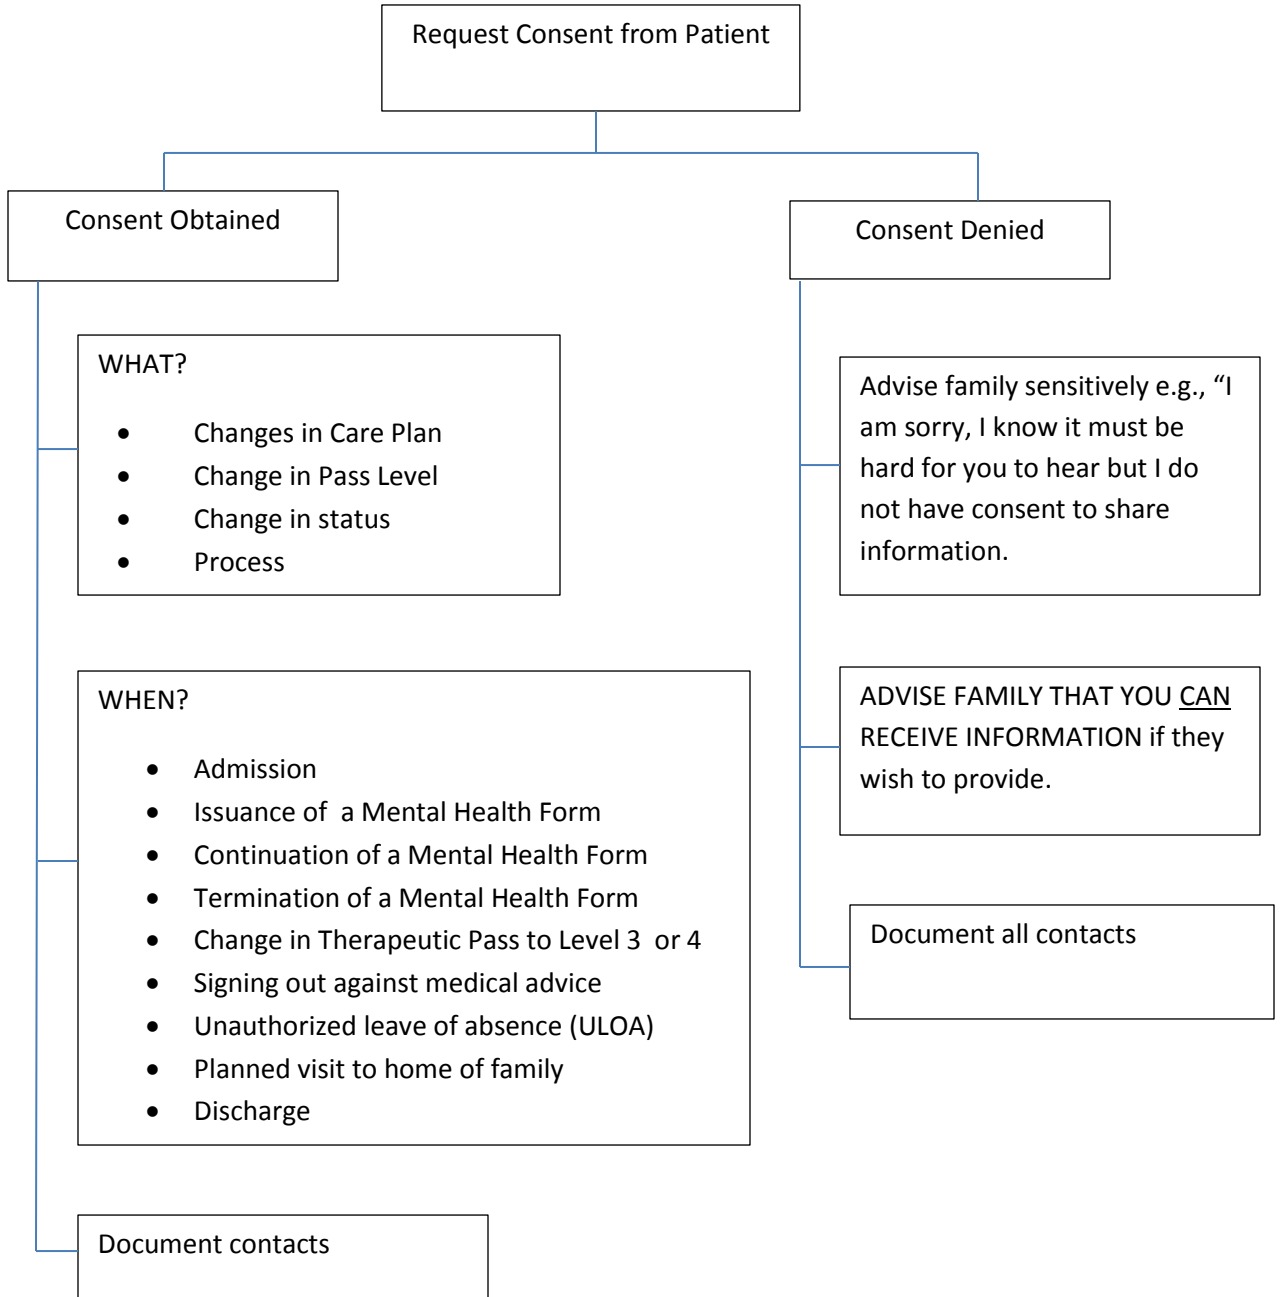 Request Consent from Patient
Consent Obtained
Consent Denied
WHAT?
• Changes in Care Plan
• Change in Pass Level
• Change in status
• Process
WHEN?
• Admission
• Issuance of  a Mental Health Form
• Continuation of a Mental Health Form
• Termination of a Mental Health Form
• Change in Therapeutic Pass to Level 3  or 4
• Signing out against medical advice
• Unauthorized leave of absence (ULOA)
• Planned visit to home of family
• Discharge
Document contacts
Advise family sensitively e.g., “I
am sorry, I know it must be
hard for you to hear but I do
not have consent to share
information.
ADVISE FAMILY THAT YOU CAN
RECEIVE INFORMATION if they
wish to provide.
Document all contacts